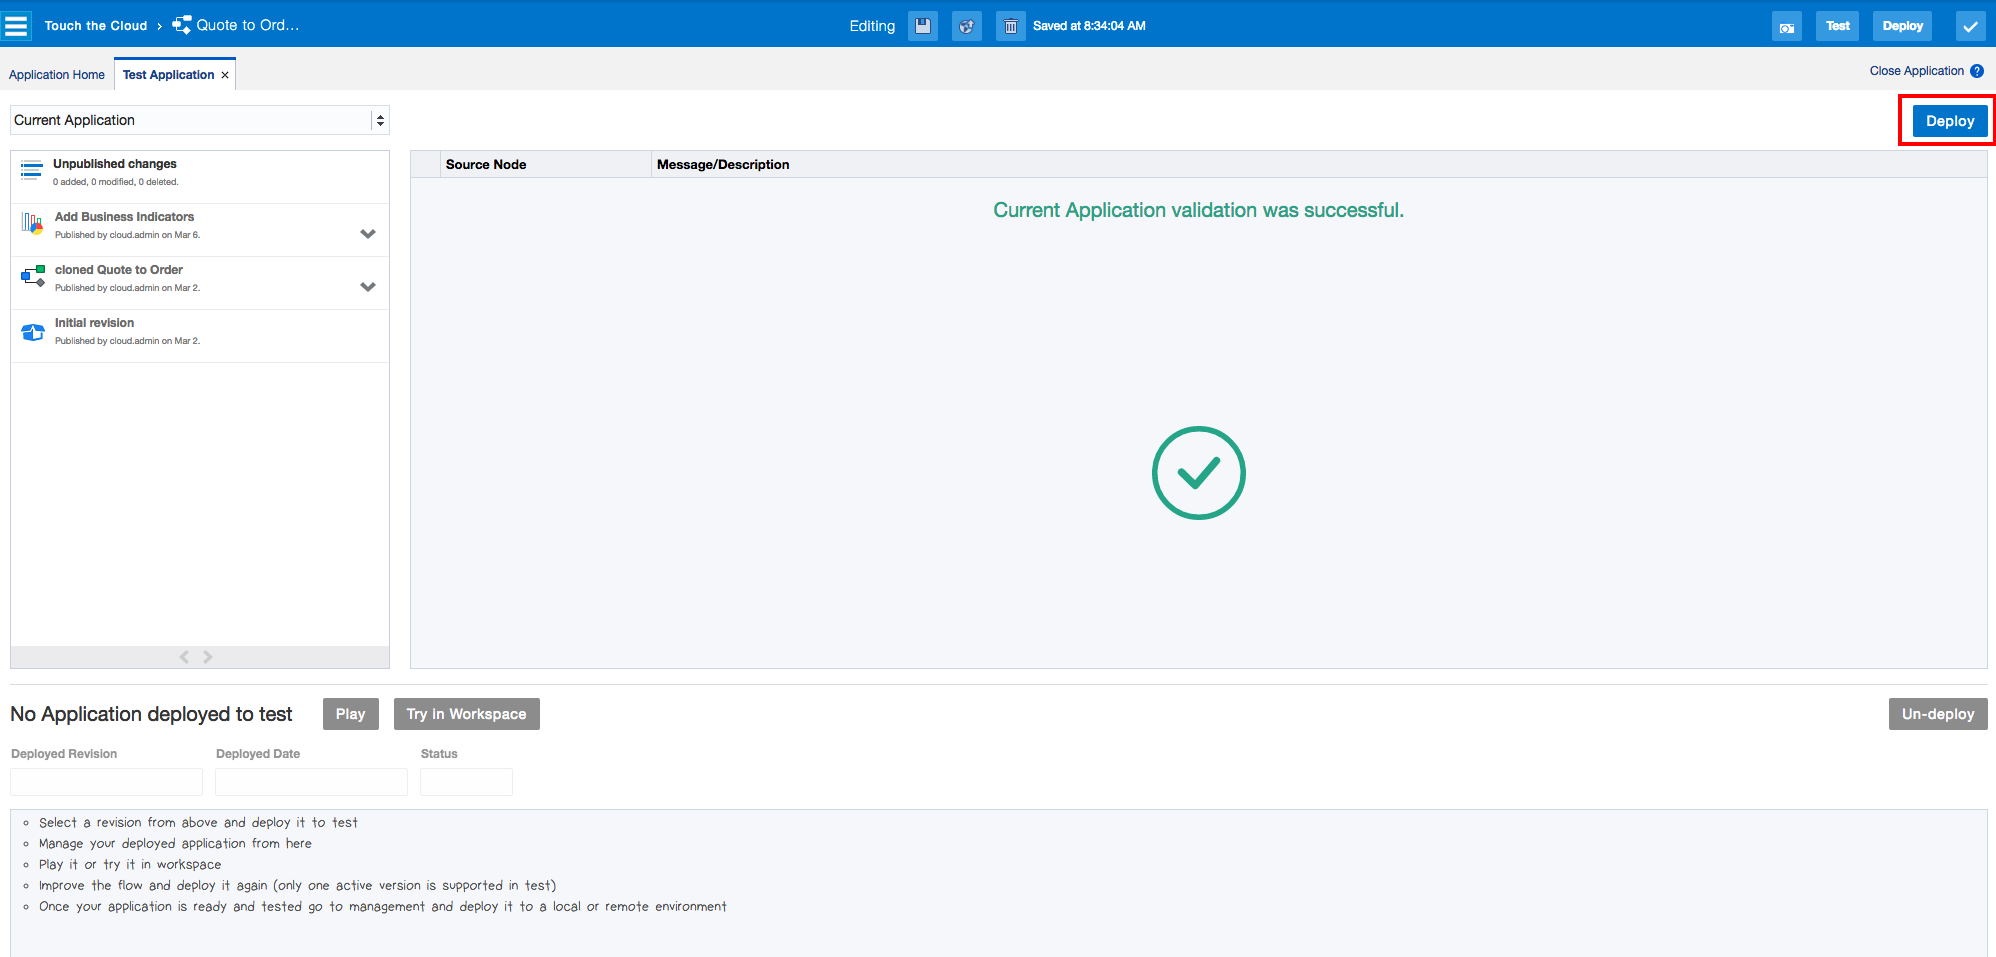 Touch the Cloud › Quote to Ord...
Editing
Saved at 8:34:04 AM
Test
Deploy
Application Home
Test Application ×
Close Application ?
Current Application
Deploy
Unpublished changes
0 added, 0 modified, 0 deleted.
Add Business Indicators
Published by cloud.admin on Mar 6.
cloned Quote to Order
Published by cloud.admin on Mar 2.
Initial revision
Published by cloud.admin on Mar 2.
Source Node
Message/Description
Current Application validation was successful.
No Application deployed to test
Play
Try in Workspace
Un-deploy
Deployed Revision
Deployed Date
Status
Select a revision from above and deploy it to test
Manage your deployed application from here
Play it or try it in workspace
Improve the flow and deploy it again (only one active version is supported in test)
Once your application is ready and tested go to management and deploy it to a local or remote environment